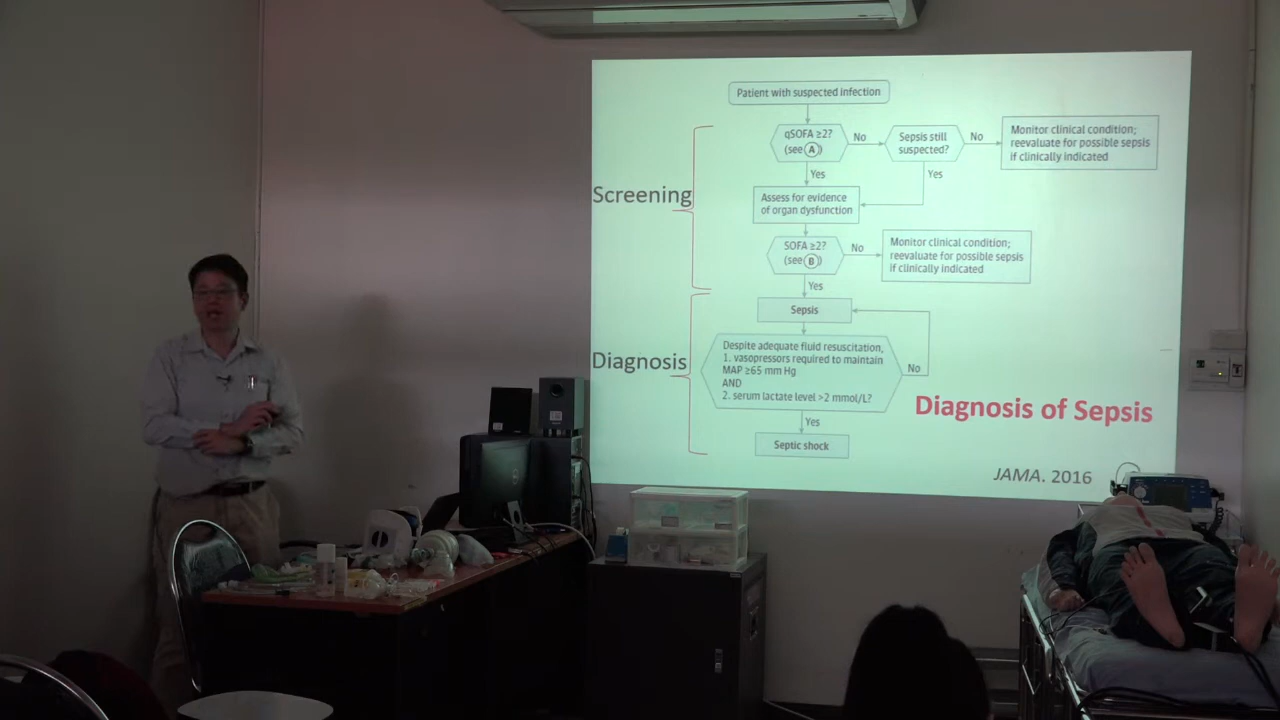 Patient with suspected infection
qSOFA ≥2?
(see A)
No
Sepsis still
suspected?
No
Monitor clinical condition;
reevaluate for possible sepsis
if clinically indicated
Yes
Yes
Screening
Assess for evidence
of organ dysfunction
SOFA ≥2?
(see B)
No
Monitor clinical condition;
reevaluate for possible sepsis
if clinically indicated
Yes
Sepsis
Diagnosis
Despite adequate fluid resuscitation,
1. vasopressors required to maintain
MAP ≥65 mm Hg
AND
2. serum lactate level >2 mmol/L?
No
Yes
Septic shock
Diagnosis of Sepsis
JAMA. 2016